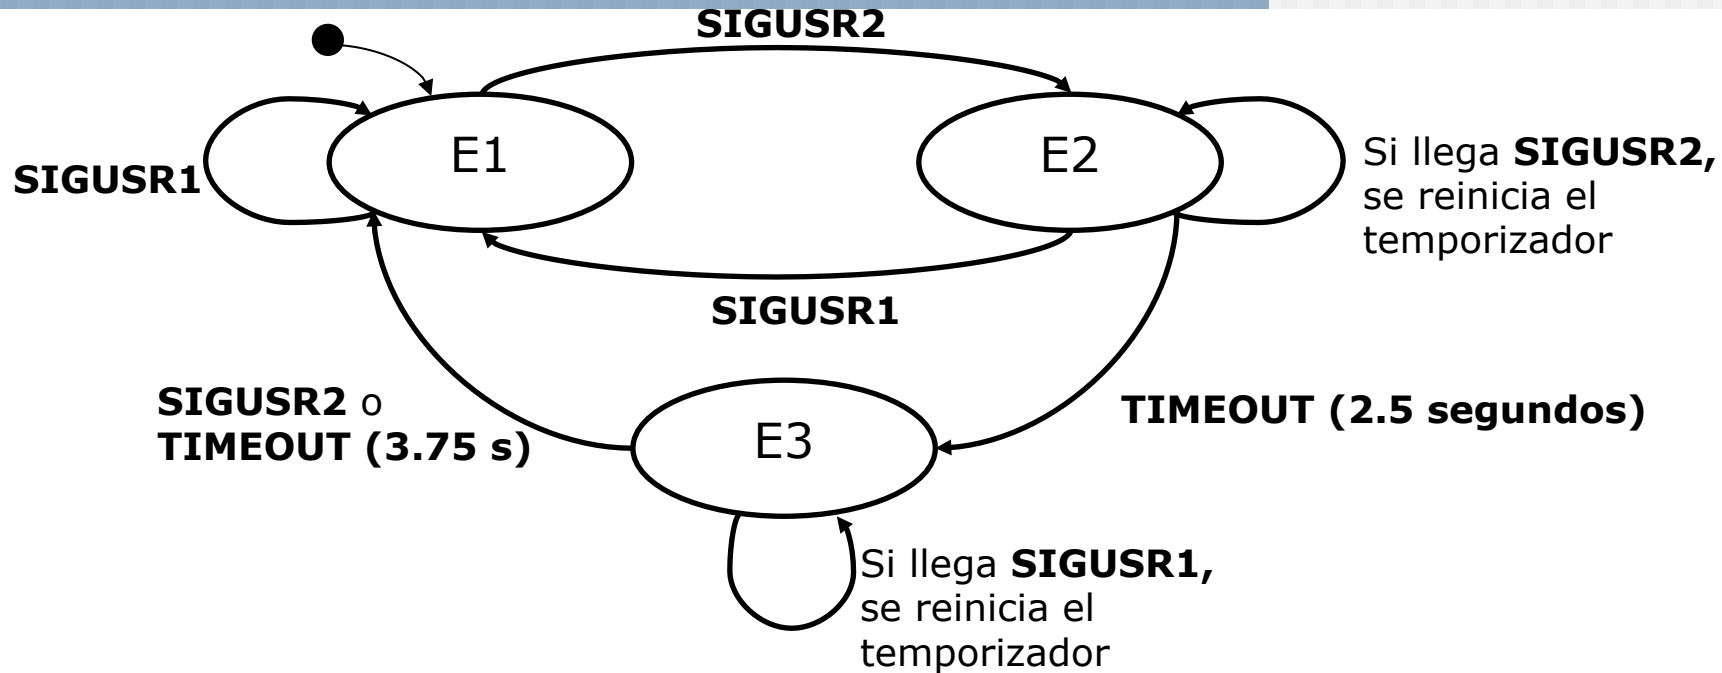 SIGUSR2
E1
E2
SIGUSR1
Si llega SIGUSR2,
se reinicia el
temporizador
SIGUSR1
SIGUSR2 o
TIMEOUT (3.75 s)
TIMEOUT (2.5 segundos)
E3
Si llega SIGUSR1,
se reinicia el
temporizador